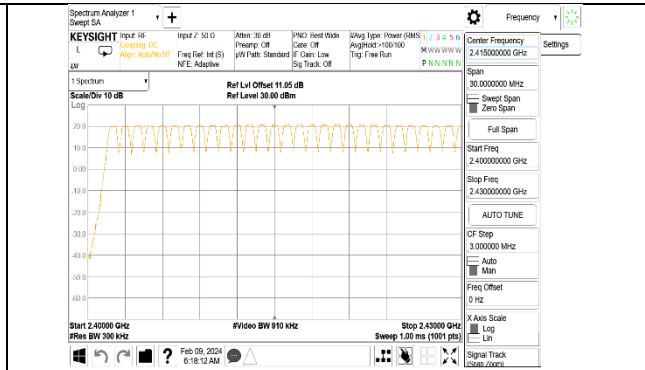 Spectrum Analyzer 1
Swept SA
+
Frequency
KEYSIGHT
L
Input: RF
Coupling: DC
Align: Auto/No RF
Input Z: 50 Ω
Freq Ref: Int (S)
NFE: Adaptive
Atten: 30 dB
Preamp: Off
µW Path: Standard
PNO: Best Wide
Gate: Off
IF Gain: Low
Sig Track: Off
#Avg Type: Power (RMS
Avg|Hold:>100/100
Trig: Free Run
1 2 3 4 5 6
M W W W W W
P N N N N N
1 Spectrum
Scale/Div 10 dB
Ref Lvl Offset 11.05 dB
Ref Level 30.00 dBm
Log
20.0
10.0
0.00
-10.0
-20.0
-30.0
-40.0
-50.0
-60.0
Start 2.40000 GHz
#Res BW 300 kHz
#Video BW 910 kHz
Stop 2.43000 GHz
Sweep 1.00 ms (1001 pts)
?
Feb 09, 2024
6:18:12 AM
Center Frequency
2.415000000 GHz
Settings
Span
30.0000000 MHz
Swept Span
Zero Span
Full Span
Start Freq
2.400000000 GHz
Stop Freq
2.430000000 GHz
AUTO TUNE
CF Step
3.000000 MHz
Auto
Man
Freq Offset
0 Hz
X Axis Scale
Log
Lin
Signal Track
(Span Zoom)